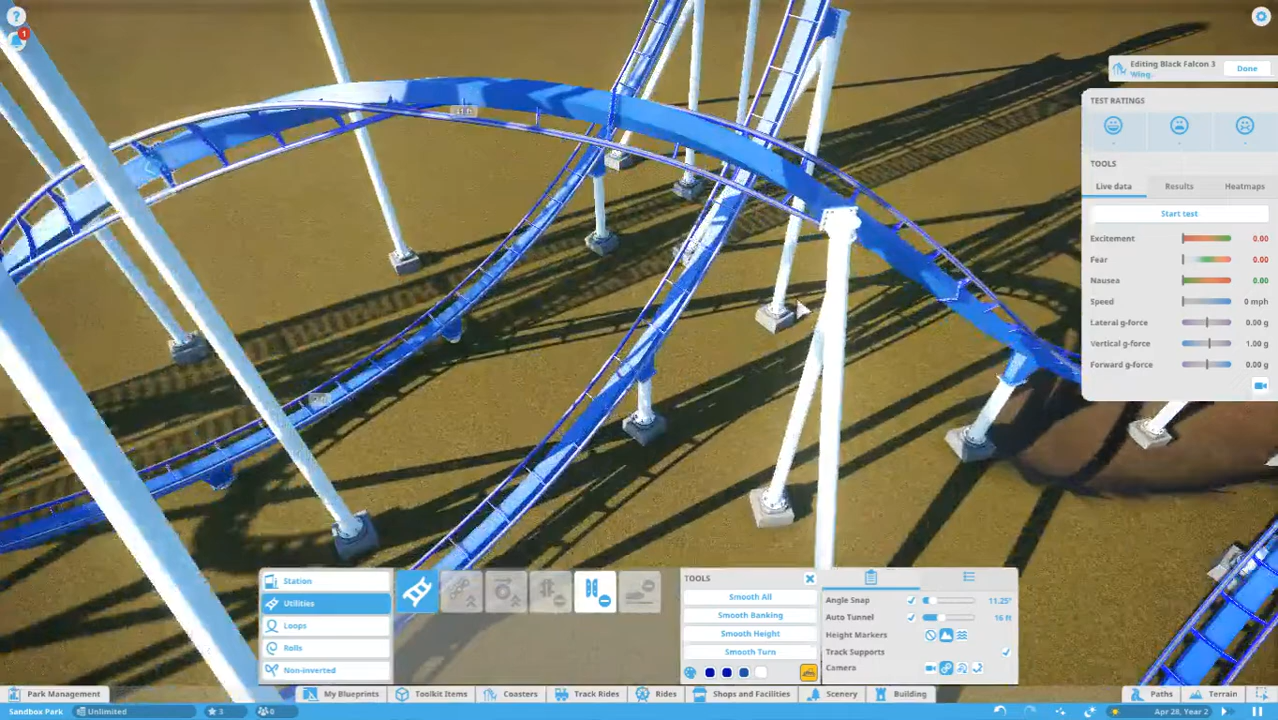 ?
1
Editing Black Falcon 3
Wing
Done
TEST RATINGS
-
-
-
TOOLS
Live data
Results
Heatmaps
Start test
Excitement 0.00
Fear 0.00
Nausea 0.00
Speed 0 mph
Lateral g-force 0.00 g
Vertical g-force 1.00 g
Forward g-force 0.00 g
Station
Utilities
Loops
Rolls
Non-inverted
TOOLS
Smooth All
Smooth Banking
Smooth Height
Smooth Turn
Angle Snap 11.25°
Auto Tunnel 16 ft
Height Markers
Track Supports
Camera
Park Management
My Blueprints
Toolkit Items
Coasters
Track Rides
Rides
Shops and Facilities
Scenery
Building
Paths
Terrain
Sandbox Park
Unlimited
3
0
Apr 28, Year 2